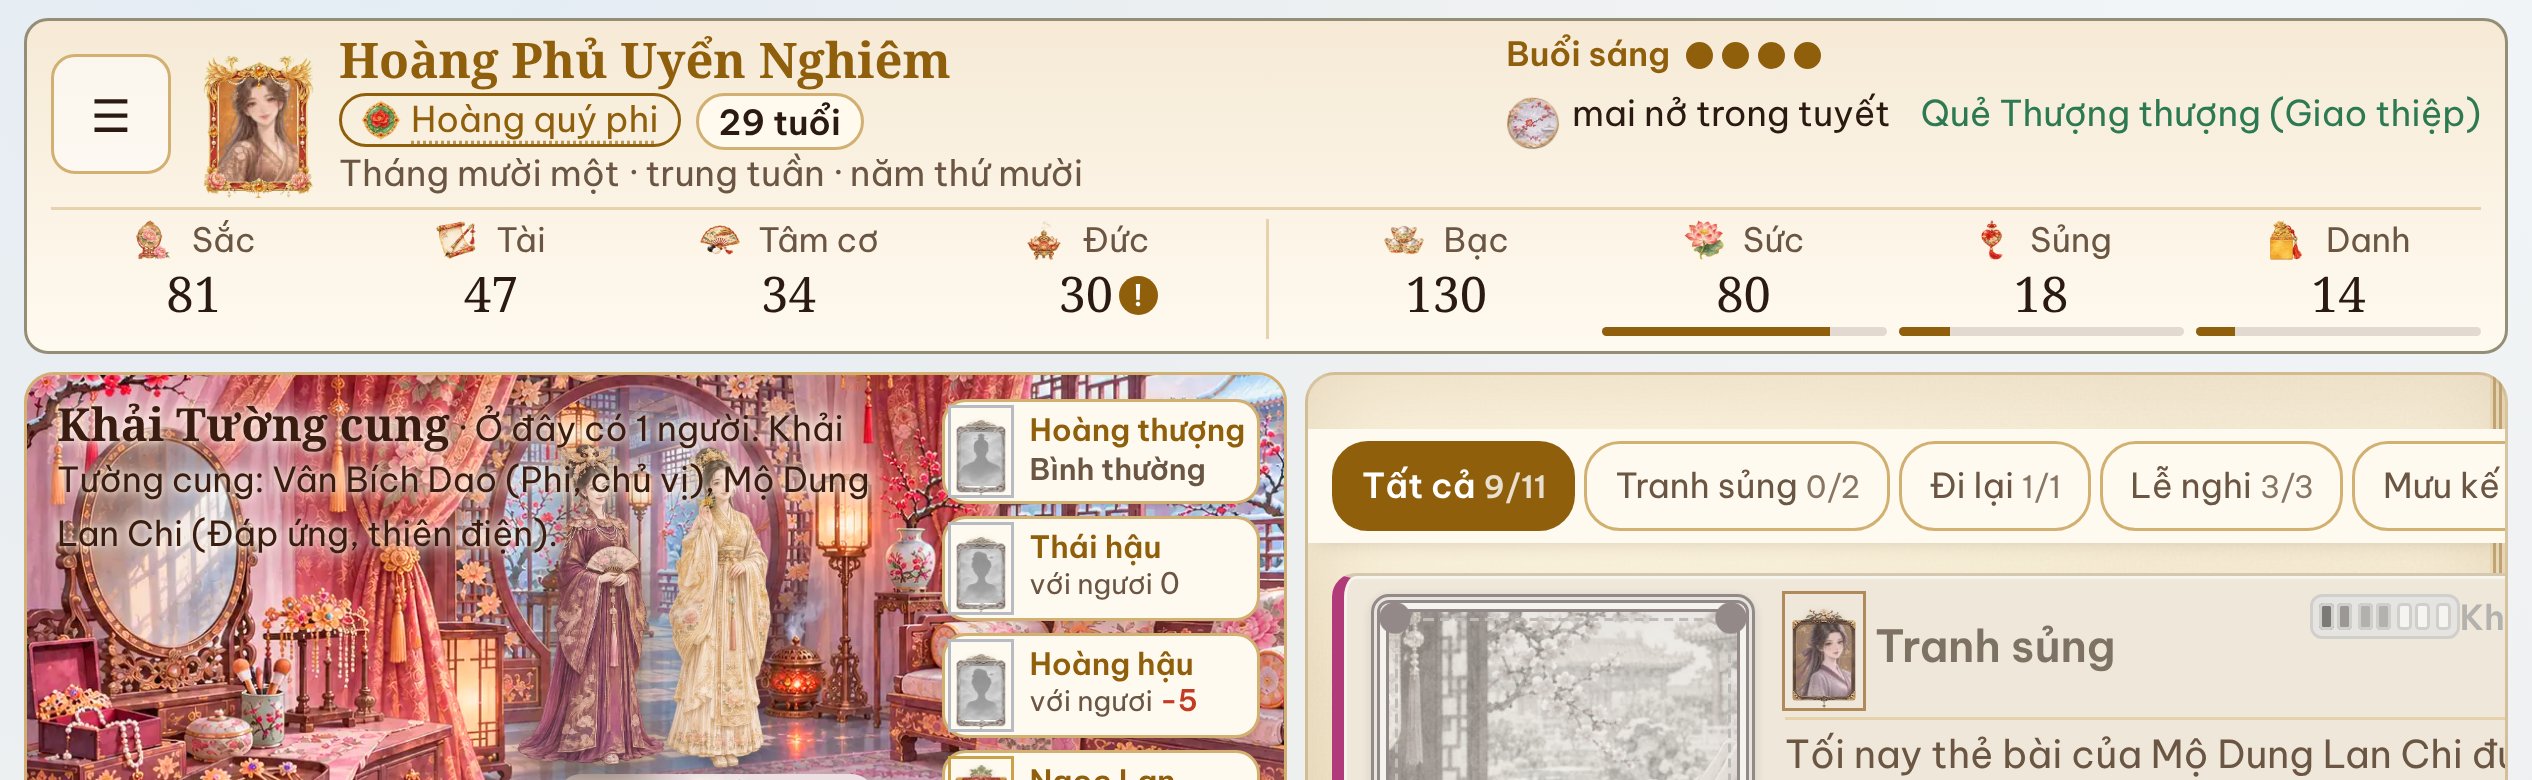 ☰
Hoàng Phủ Uyển Nghiêm
Hoàng quý phi
29 tuổi
Tháng mười một · trung tuần · năm thứ mười
Buổi sáng
mai nở trong tuyết
Quẻ Thượng thượng (Giao thiệp)
Sắc
Tài
Tâm cơ
Đức
Bạc
Sức
Sủng
Danh
81
47
34
30 !
130
80
18
14
Khải Tường cung · Ở đây có 1 người. Khải
Tường cung: Vân Bích Dao (Phi, chủ vị), Mộ Dung
Lan Chi (Đáp ứng, thiên điện).
Hoàng thượng
Bình thường
Thái hậu
với ngươi 0
Hoàng hậu
với ngươi -5
Ngọc Lan
Tất cả 9/11
Tranh sủng 0/2
Đi lại 1/1
Lễ nghi 3/3
Mưu kế
Tranh sủng
Kh
Tối nay thẻ bài của Mộ Dung Lan Chi